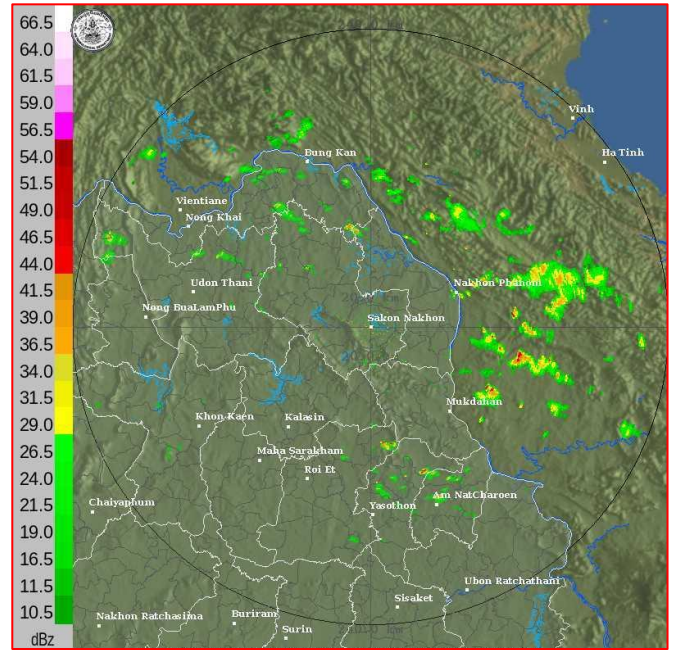 66.5
64.0
61.5
59.0
56.5
54.0
51.5
49.0
46.5
44.0
41.5
39.0
36.5
34.0
31.5
29.0
26.5
24.0
21.5
19.0
16.5
14.0
11.5
10.5
dBz
Vinh
Ha Tinh
Bung Kan
Vientiane
Nong Khai
Udon Thani
Nakhon Phanom
Nong BuaLamPhu
Sakon Nakhon
Mukdahan
Khon Kaen
Kalasin
Maha Sarakham
Roi Et
Chaiyaphum
Yasothon
Am NatCharoen
Ubon Ratchathani
Sisaket
Nakhon Ratchasima
Buriram
Surin